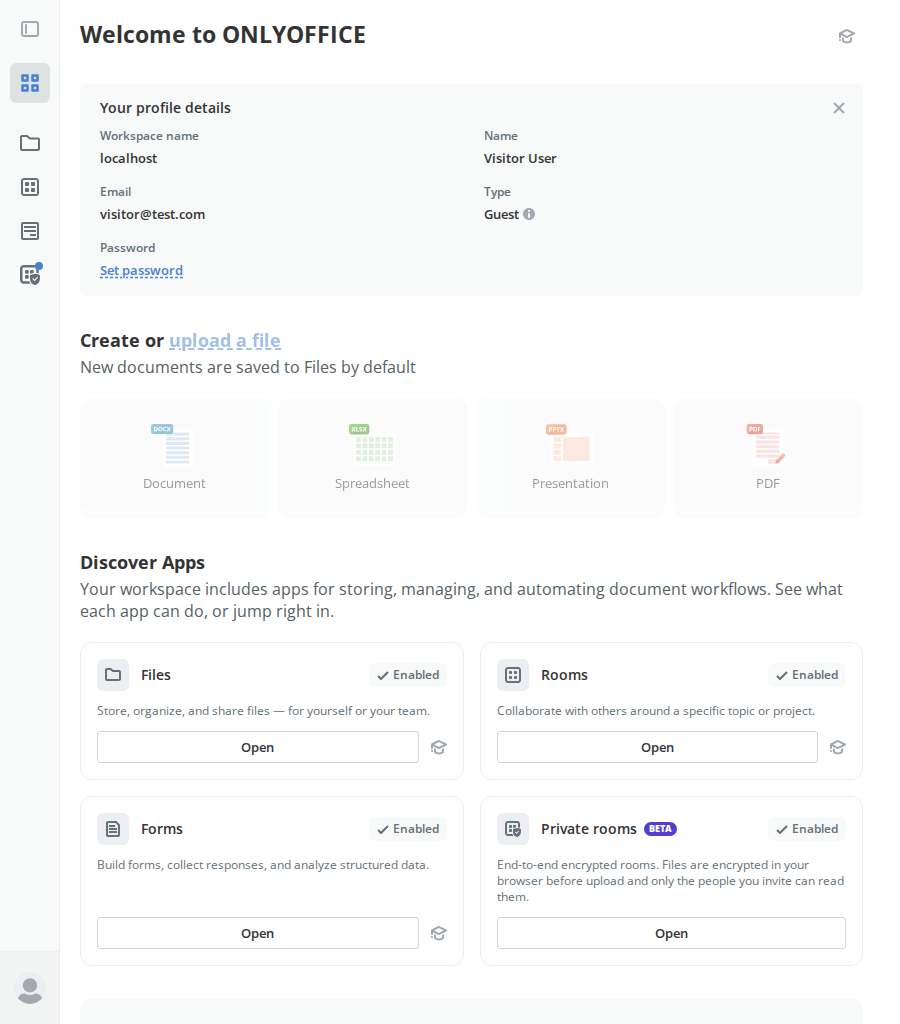 Welcome to ONLYOFFICE
Your profile details
Workspace name
localhost
Name
Visitor User
Email
visitor@test.com
Type
Guest
Password
Set password
Create or upload a file
New documents are saved to Files by default
DOCX
Document
XLSX
Spreadsheet
PPTX
Presentation
PDF
PDF
Discover Apps
Your workspace includes apps for storing, managing, and automating document workflows. See what
each app can do, or jump right in.
Files
Enabled
Store, organize, and share files — for yourself or your team.
Open
Rooms
Enabled
Collaborate with others around a specific topic or project.
Open
Forms
Enabled
Build forms, collect responses, and analyze structured data.
Open
Private rooms BETA
Enabled
End-to-end encrypted rooms. Files are encrypted in your
browser before upload and only the people you invite can read
them.
Open